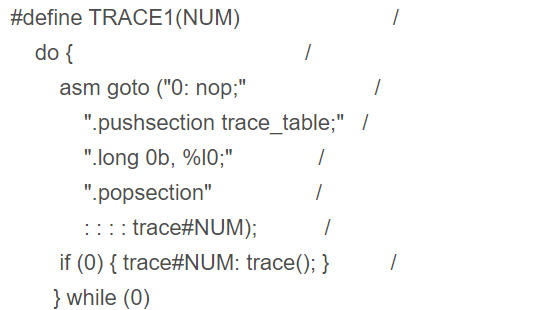 #define TRACE1(NUM) /
do { /
asm goto ("0: nop;" /
".pushsection trace_table;" /
".long 0b, %l0;" /
".popsection" /
: : : : trace#NUM); /
if (0) { trace#NUM: trace(); } /
} while (0)